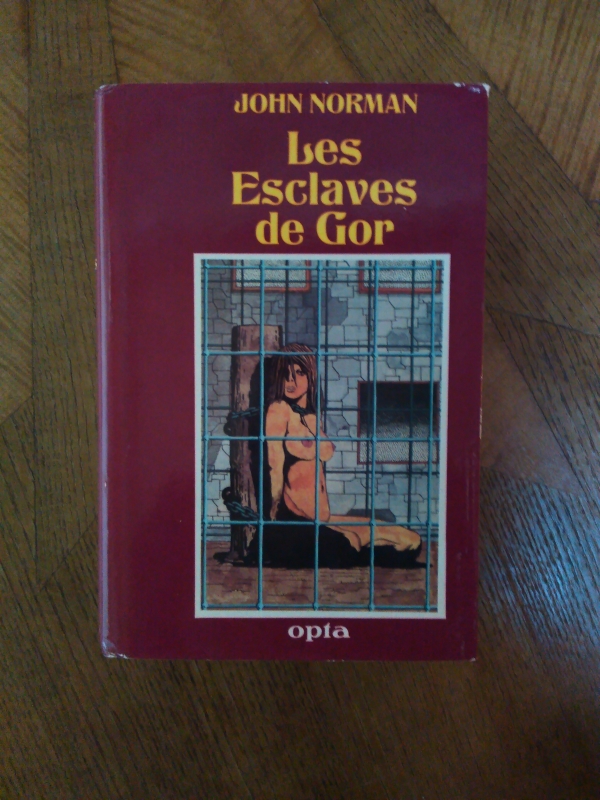 JOHN NORMAN
Les
Esclaves
de Gor
opta